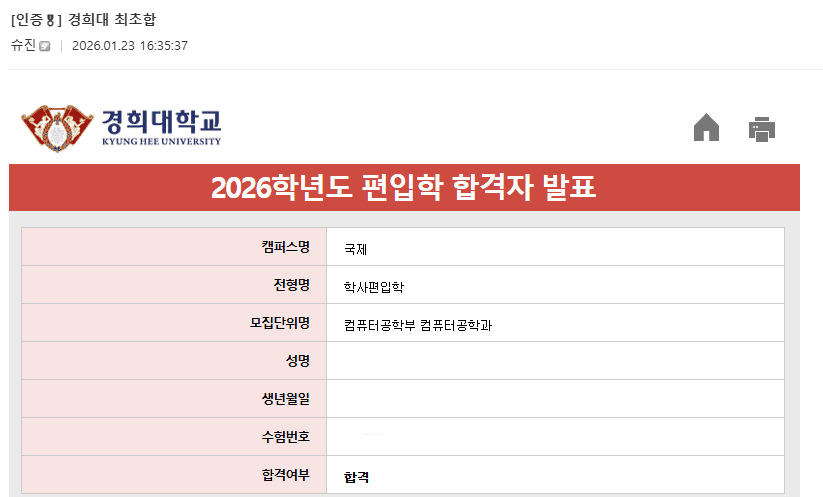 [인증🎖] 경희대 최초합
슈진 2026.01.23 16:35:37
경희대학교
KYUNG HEE UNIVERSITY
2026학년도 편입학 합격자 발표
캠퍼스명 국제
전형명 학사편입학
모집단위명 컴퓨터공학부 컴퓨터공학과
성명
생년월일
수험번호
합격여부 합격